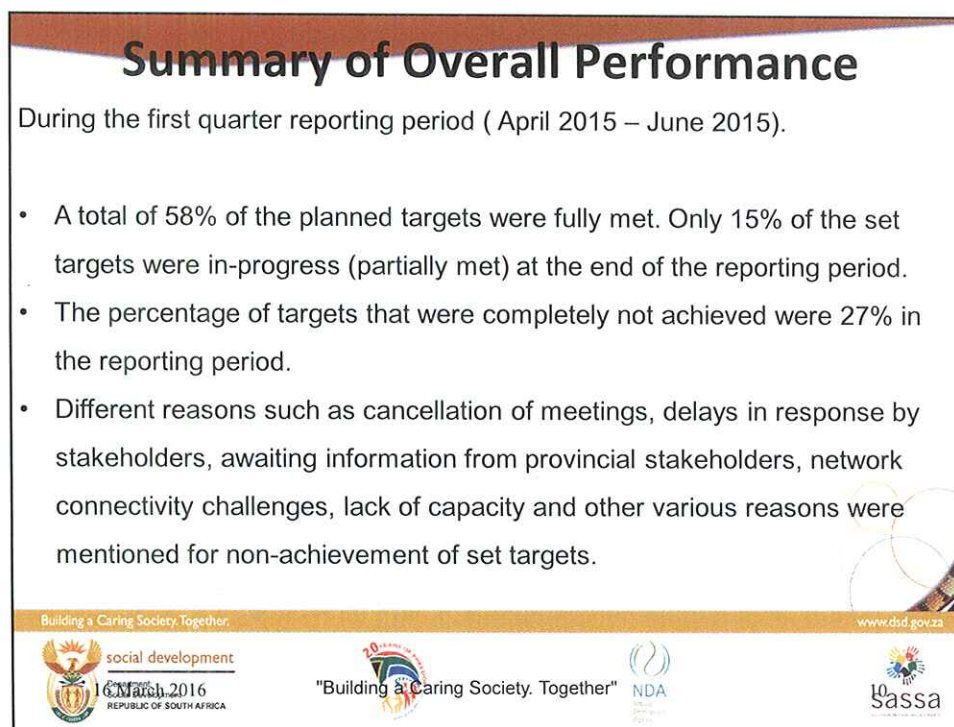 Summary of Overall Performance
During the first quarter reporting period ( April 2015 – June 2015).
• A total of 58% of the planned targets were fully met. Only 15% of the set
targets were in-progress (partially met) at the end of the reporting period.
• The percentage of targets that were completely not achieved were 27% in
the reporting period.
• Different reasons such as cancellation of meetings, delays in response by
stakeholders, awaiting information from provincial stakeholders, network
connectivity challenges, lack of capacity and other various reasons were
mentioned for non-achievement of set targets.
Building a Caring Society. Together.
www.dsd.gov.za
social development
16 March 2016
REPUBLIC OF SOUTH AFRICA
20
"Building a Caring Society. Together"
NDA
10
sassa